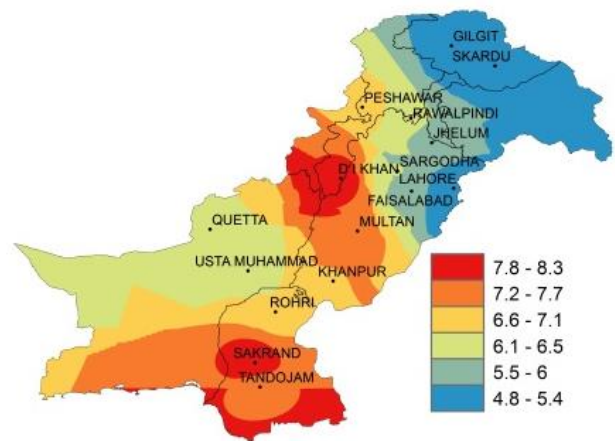 GILGIT
SKARDU
PESHAWAR
RAWALPINDI
JHELUM
D'I KHAN
SARGODHA
LAHORE
FAISALABAD
QUETTA
MULTAN
USTA MUHAMMAD
KHANPUR
ROHRI
SAKRAND
TANDOJAM
7.8 - 8.3
7.2 - 7.7
6.6 - 7.1
6.1 - 6.5
5.5 - 6
4.8 - 5.4